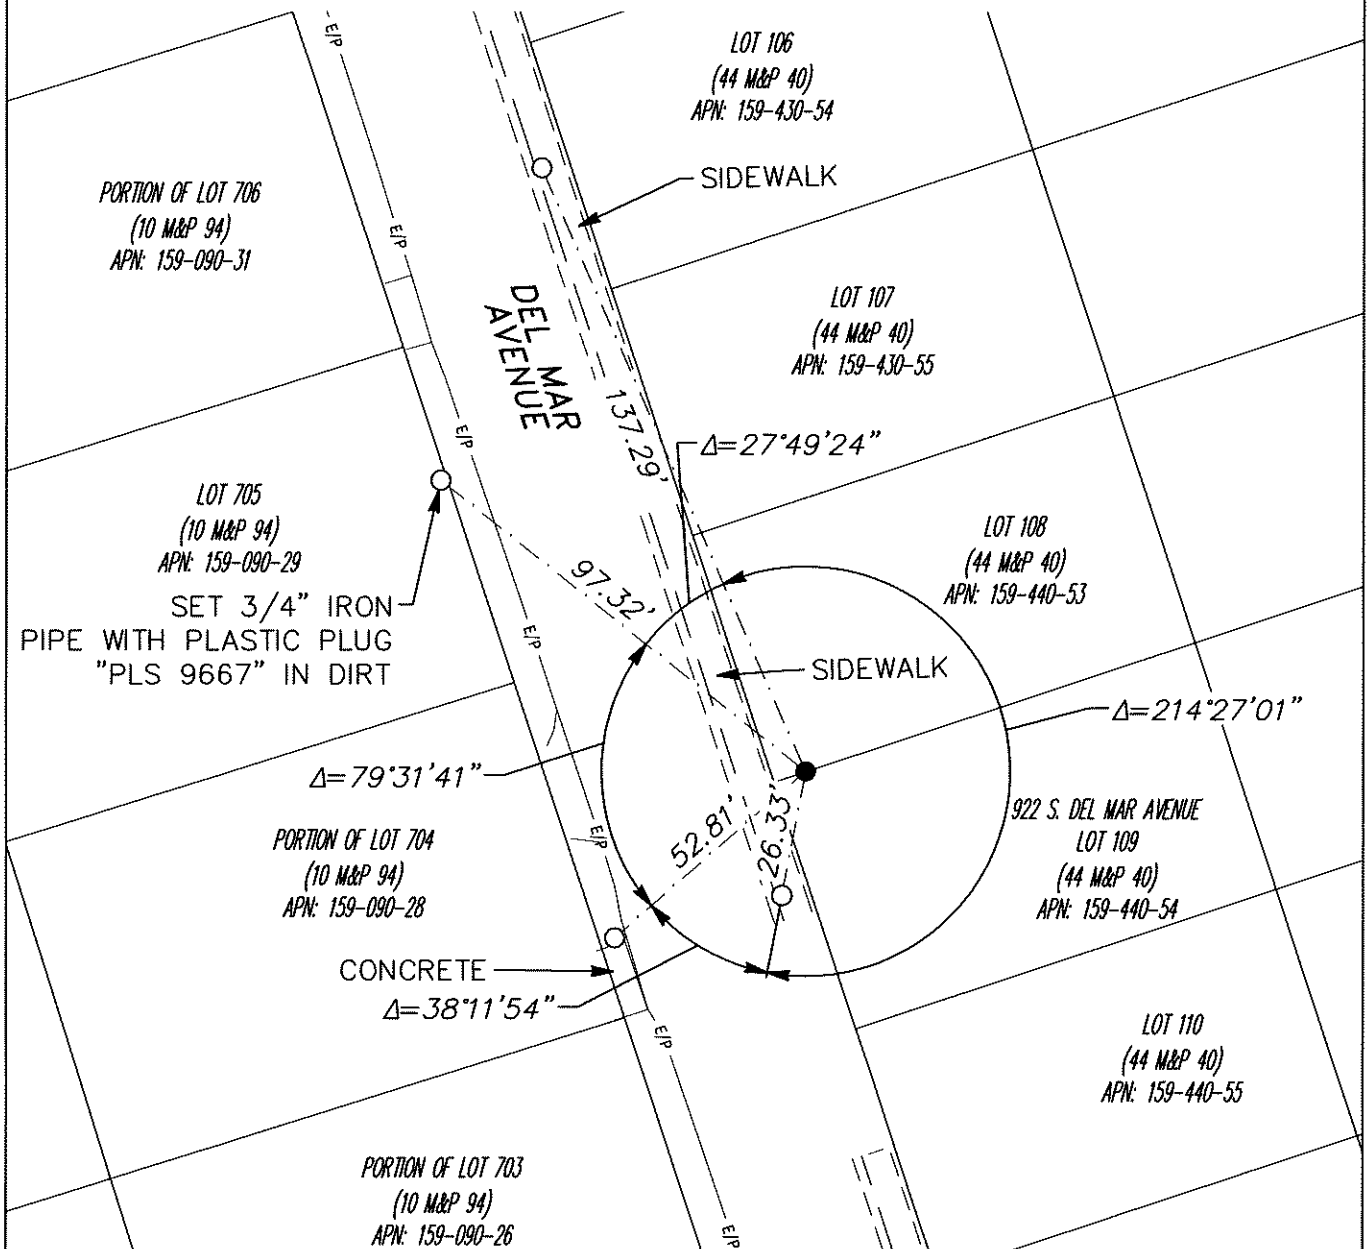 E/P
LOT 106
(44 M&P 40)
APN: 159-430-54
SIDEWALK
PORTION OF LOT 706
(10 M&P 94)
APN: 159-090-31
E/P
DEL MAR
AVENUE
LOT 107
(44 M&P 40)
APN: 159-430-55
137.29'
E/P
Δ=27°49'24"
LOT 705
(10 M&P 94)
APN: 159-090-29
SET 3/4" IRON
PIPE WITH PLASTIC PLUG
"PLS 9667" IN DIRT
LOT 108
(44 M&P 40)
APN: 159-440-53
97.32'
E/P
SIDEWALK
Δ=214°27'01"
Δ=79°31'41"
922 S. DEL MAR AVENUE
LOT 109
(44 M&P 40)
APN: 159-440-54
52.81'
26.33'
E/P
PORTION OF LOT 704
(10 M&P 94)
APN: 159-090-28
CONCRETE
Δ=38°11'54"
E/P
LOT 110
(44 M&P 40)
APN: 159-440-55
PORTION OF LOT 703
(10 M&P 94)
APN: 159-090-26
E/P